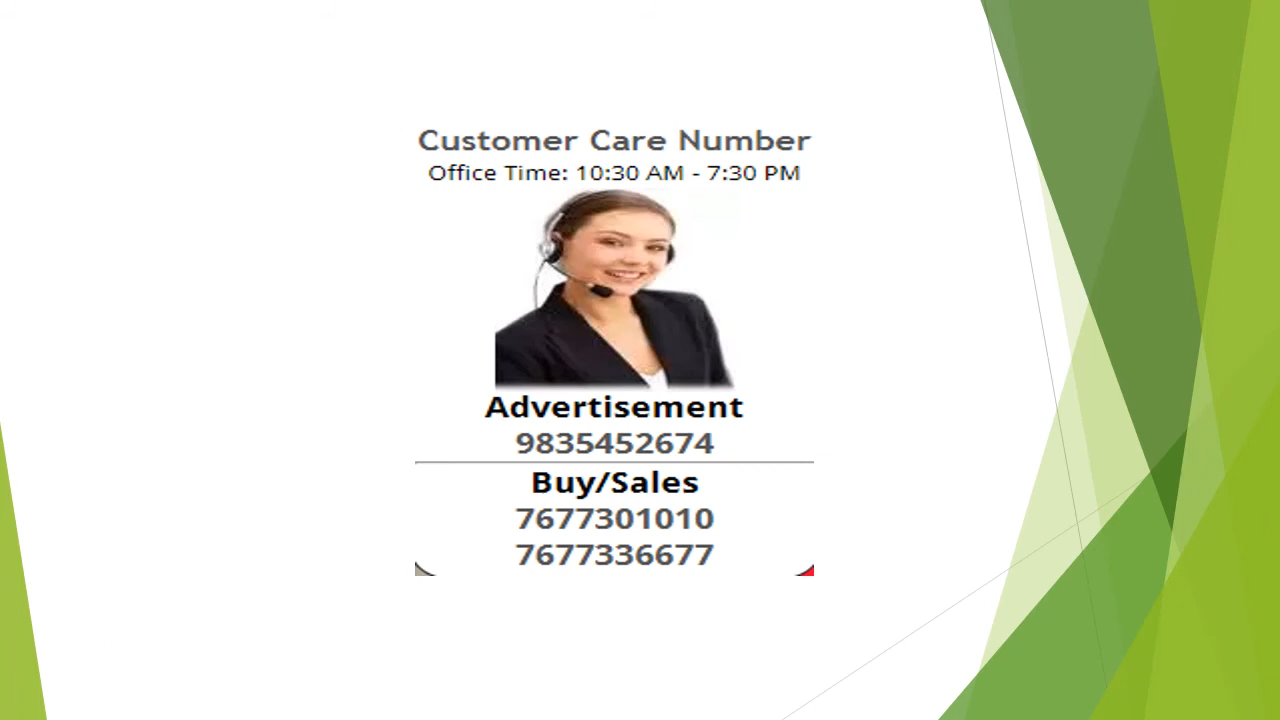 Customer Care Number
Office Time: 10:30 AM - 7:30 PM
Advertisement
9835452674
Buy/Sales
7677301010
7677336677